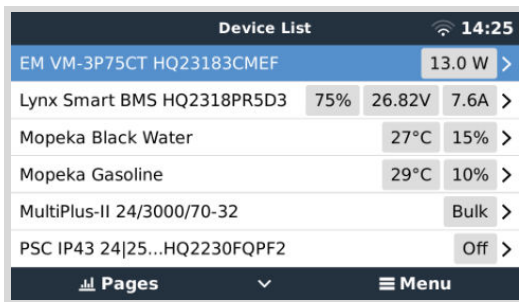 Device List 14:25
EM VM-3P75CT HQ23183CMEF 13.0 W >
Lynx Smart BMS HQ2318PR5D3 75% 26.82V 7.6A >
Mopeka Black Water 27°C 15% >
Mopeka Gasoline 29°C 10% >
MultiPlus-II 24/3000/70-32 Bulk >
PSC IP43 24|25...HQ2230FQPF2 Off >
Pages Menu